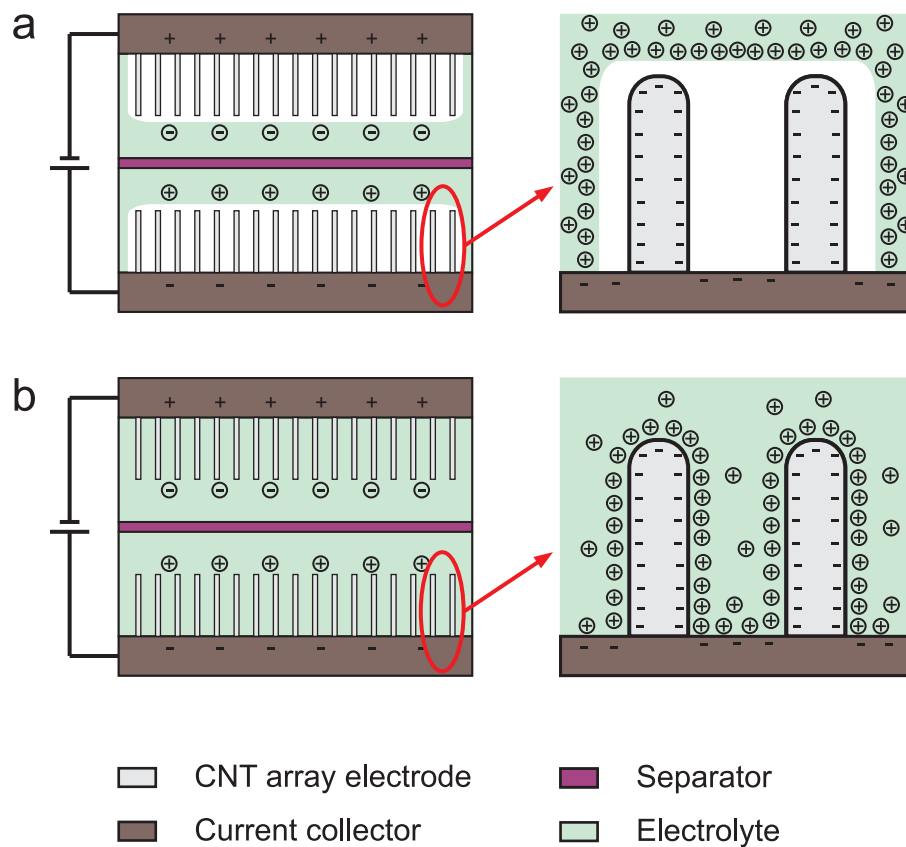 a
b
CNT array electrode
Separator
Current collector
Electrolyte